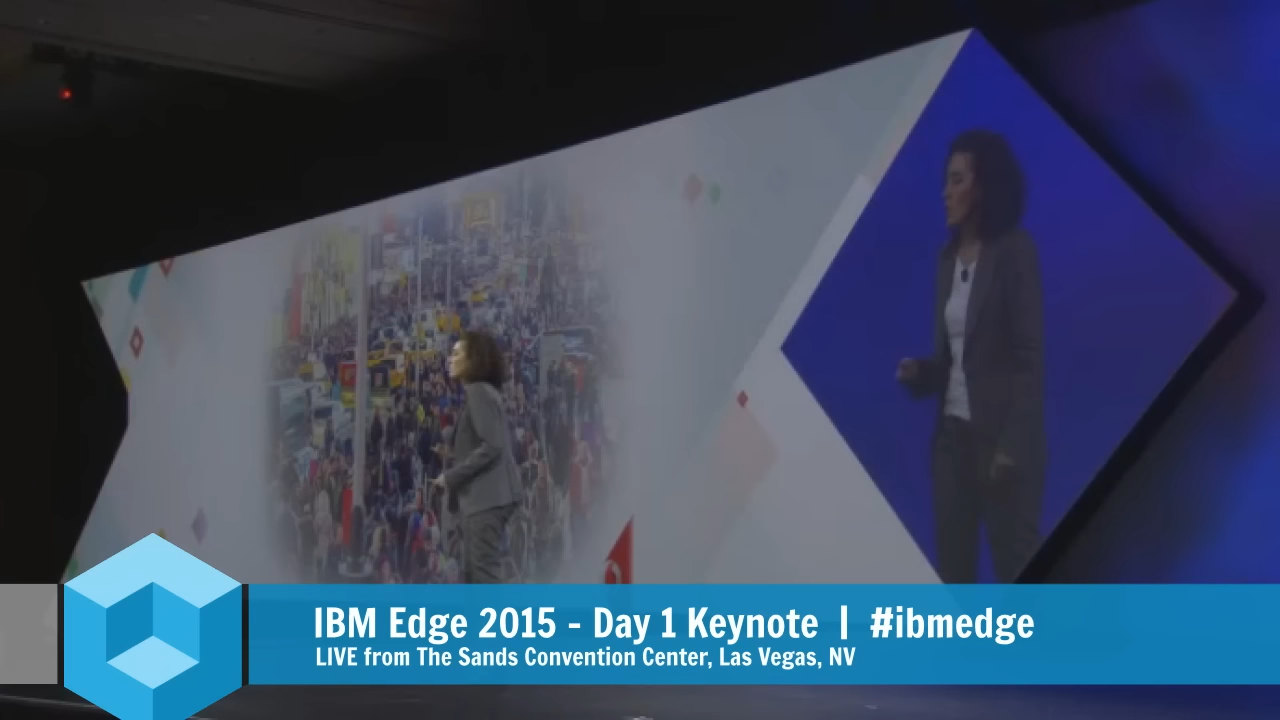 IBM Edge 2015 - Day 1 Keynote | #ibmedge
LIVE from The Sands Convention Center, Las Vegas, NV